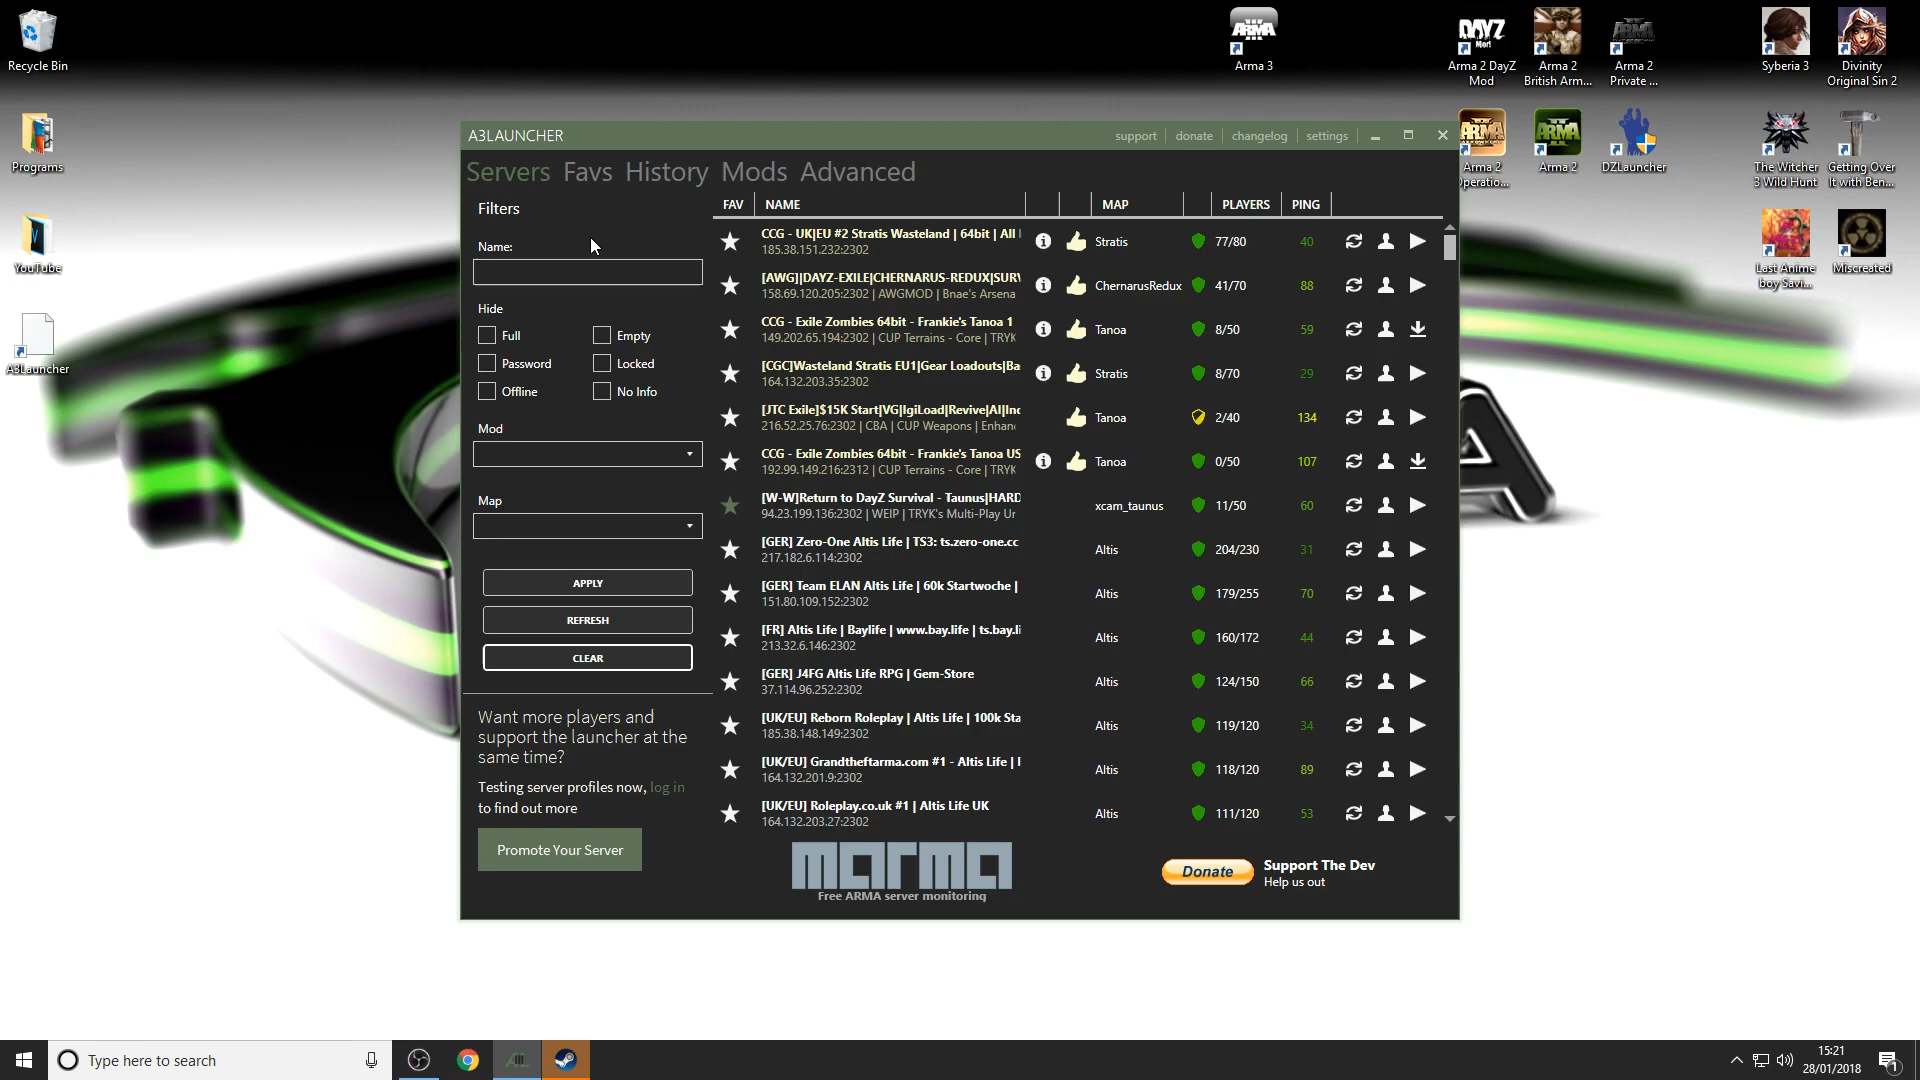 Recycle Bin
Programs
YouTube
A3Launcher
Arma 3
Arma 2 DayZ
Mod
Arma 2
British Arm...
Arma 2
Private ...
Syberia 3
Divinity
Original Sin 2
Arma 2
Operatio...
Arma 2
DZLauncher
The Witcher
3 Wild Hunt
Getting Over
It with Ben...
Last Anime
boy Savi...
Miscreated
A3LAUNCHER
support
donate
changelog
settings
Servers Favs History Mods Advanced
Filters
Name:
Hide
Full
Empty
Password
Locked
Offline
No Info
Mod
Map
APPLY
REFRESH
CLEAR
Want more players and
support the launcher at the
same time?
Testing server profiles now, log in
to find out more
Promote Your Server
FAV NAME MAP PLAYERS PING
CCG - UK|EU #2 Stratis Wasteland | 64bit | All
185.38.151.232:2302
Stratis 77/80 40
[AWG]|DAYZ-EXILE|CHERNARUS-REDUX|SURV
158.69.120.205:2302 | AWGMOD | Bnae's Arsena
ChernarusRedux 41/70 88
CCG - Exile Zombies 64bit - Frankie's Tanoa 1
149.202.65.194:2302 | CUP Terrains - Core | TRYK
Tanoa 8/50 59
[CGC]Wasteland Stratis EU1|Gear Loadouts|Ba
164.132.203.35:2302
Stratis 8/70 29
[JTC Exile]$15K Start|VG|IgiLoad|Revive|AI|Ind
216.52.25.76:2302 | CBA | CUP Weapons | Enhan
Tanoa 2/40 134
CCG - Exile Zombies 64bit - Frankie's Tanoa US
192.99.149.216:2312 | CUP Terrains - Core | TRYK
Tanoa 0/50 107
[W-W]Return to DayZ Survival - Taunus|HARD
94.23.199.136:2302 | WEIP | TRYK's Multi-Play Ur
xcam_taunus 11/50 60
[GER] Zero-One Altis Life | TS3: ts.zero-one.cc
217.182.6.114:2302
Altis 204/230 31
[GER] Team ELAN Altis Life | 60k Startwoche |
151.80.109.152:2302
Altis 179/255 70
[FR] Altis Life | Baylife | www.bay.life | ts.bay.li
213.32.6.146:2302
Altis 160/172 44
[GER] J4FG Altis Life RPG | Gem-Store
37.114.96.252:2302
Altis 124/150 66
[UK/EU] Reborn Roleplay | Altis Life | 100k Sta
185.38.148.149:2302
Altis 119/120 34
[UK/EU] Grandtheftarma.com #1 - Altis Life |
164.132.201.9:2302
Altis 118/120 89
[UK/EU] Roleplay.co.uk #1 | Altis Life UK
164.132.203.27:2302
Altis 111/120 53
marma
Free ARMA server monitoring
Donate
Support The Dev
Help us out
Type here to search
15:21
28/01/2018
1